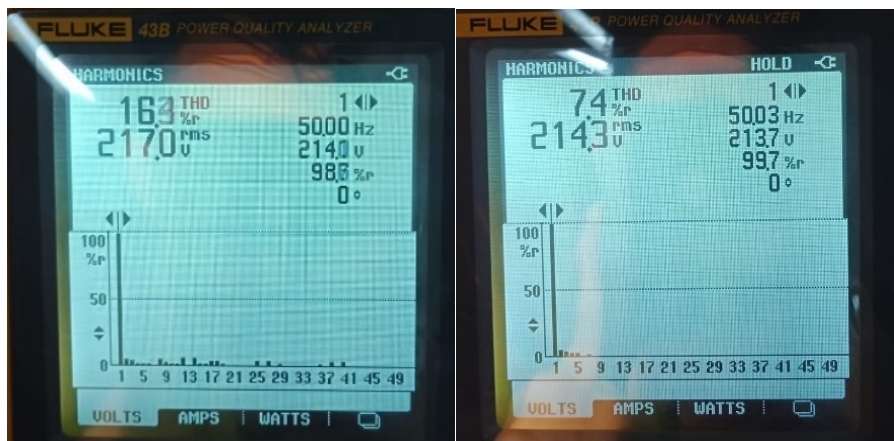 FLUKE 43B POWER QUALITY ANALYZER
HARMONICS
16.3 THD %r
217.0 rms V
1
50.00 Hz
214.0 V
98.6 %r
0 °
100
%r
50
0
1 5 9 13 17 21 25 29 33 37 41 45 49
VOLTS AMPS WATTS
FLUKE POWER QUALITY ANALYZER
HARMONICS HOLD
7.4 THD %r
214.3 rms V
1
50.03 Hz
213.7 V
99.7 %r
0 °
100
%r
50
0
1 5 9 13 17 21 25 29 33 37 41 45 49
VOLTS AMPS WATTS